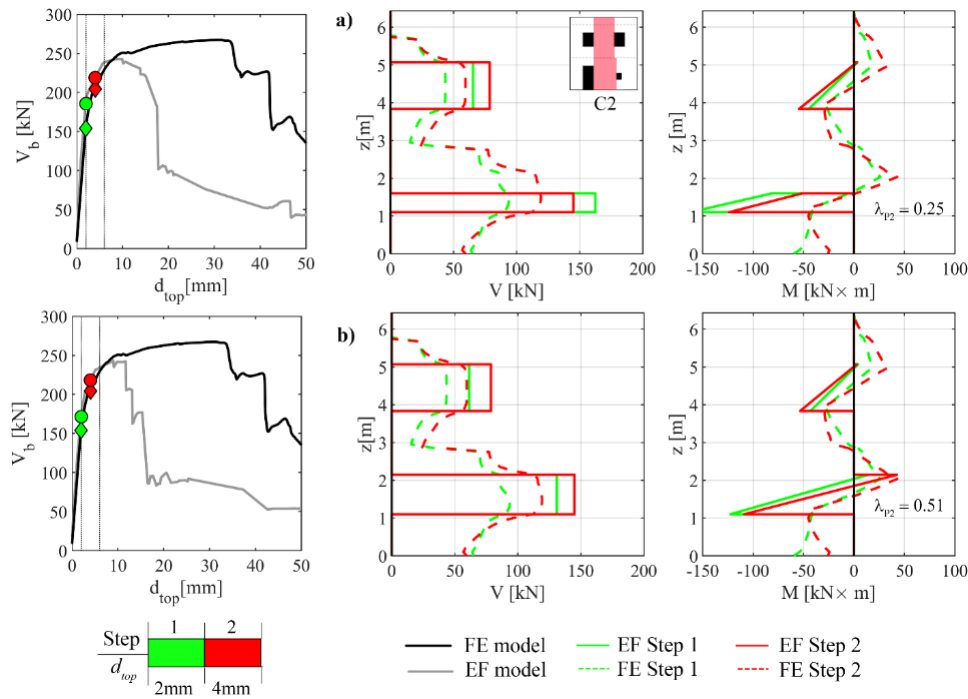 a)
300
250
200
150
100
50
0
V_b [kN]
0 10 20 30 40 50
d_top[mm]
6
5
4
3
2
1
0
z[m]
C2
0 50 100 150 200
V [kN]
6
5
4
3
2
1
0
z [m]
λ_P2 = 0.25
-150 -100 -50 0 50 100
M [kN× m]
b)
300
250
200
150
100
50
0
V_b [kN]
0 10 20 30 40 50
d_top[mm]
6
5
4
3
2
1
0
z[m]
0 50 100 150 200
V [kN]
6
5
4
3
2
1
0
z [m]
λ_P2 = 0.51
-150 -100 -50 0 50 100
M [kN× m]
Step 1 2
d_top 2mm 4mm
FE model EF Step 1 EF Step 2
EF model FE Step 1 FE Step 2